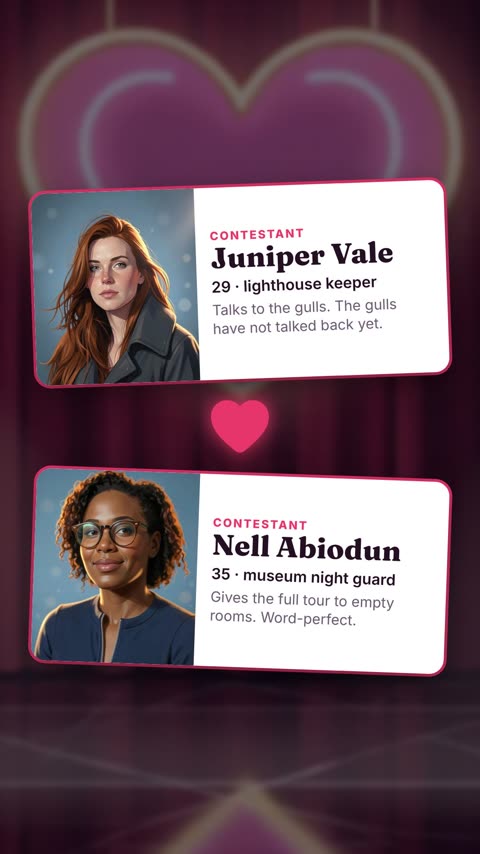 CONTESTANT
Juniper Vale
29 · lighthouse keeper
Talks to the gulls. The gulls
have not talked back yet.
CONTESTANT
Nell Abiodun
35 · museum night guard
Gives the full tour to empty
rooms. Word-perfect.